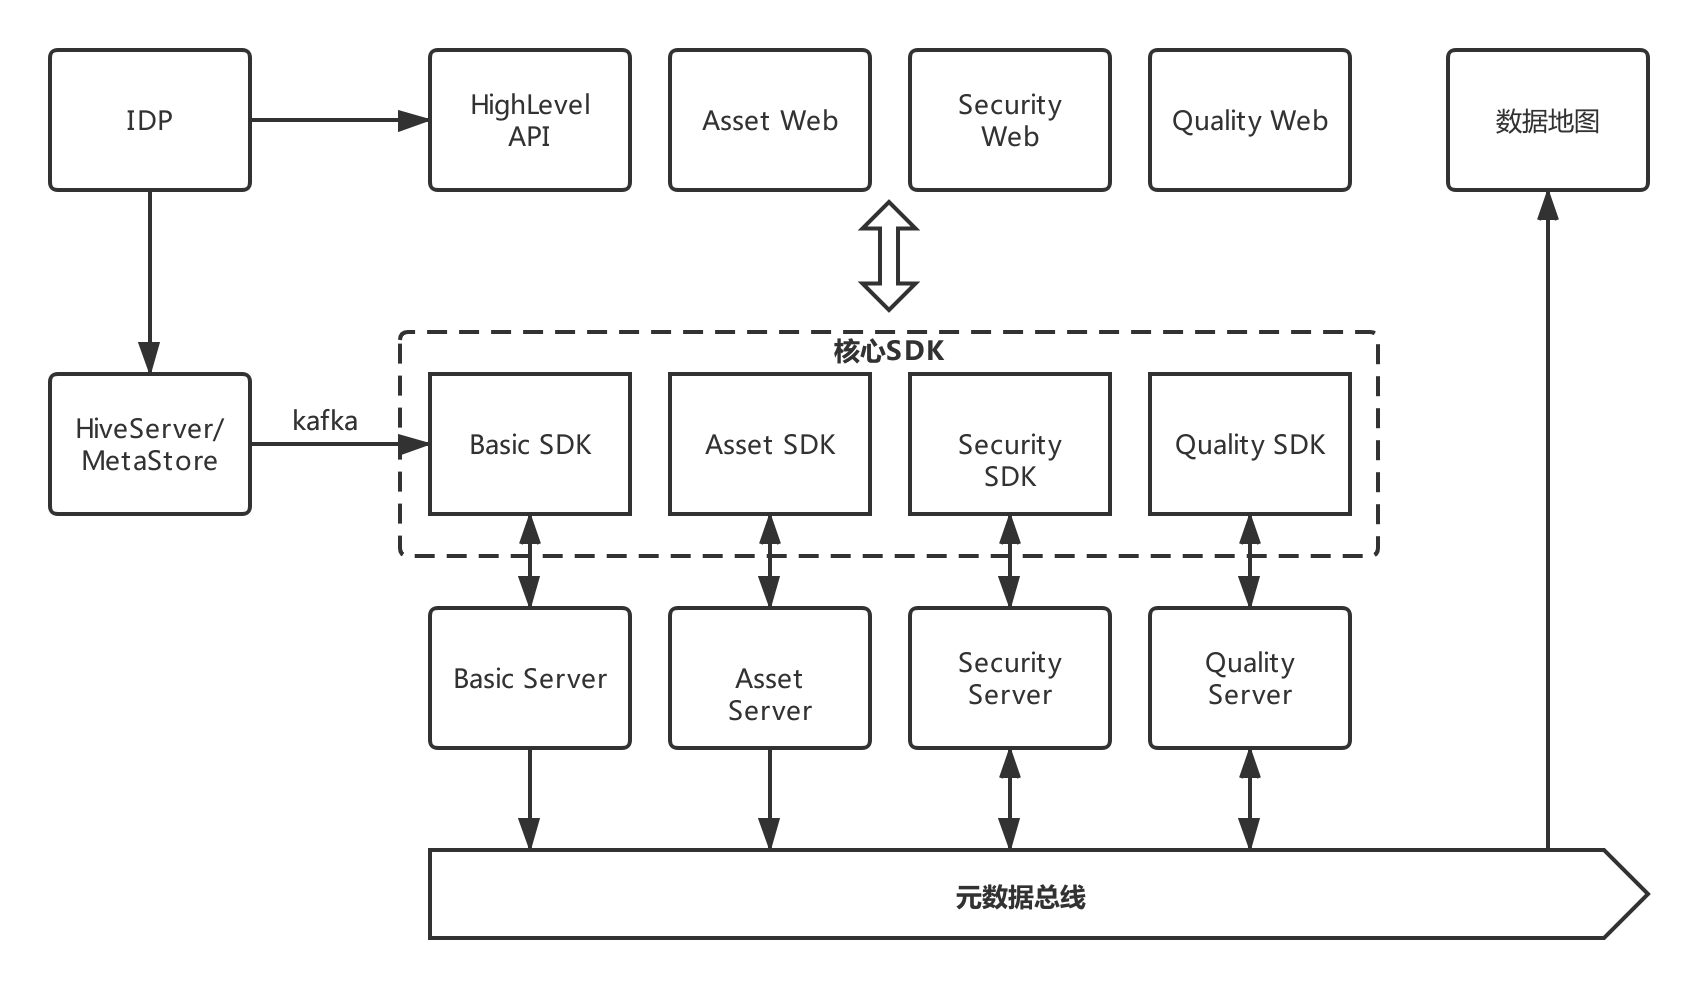 IDP
HighLevel
API
Asset Web
Security
Web
Quality Web
数据地图
核心SDK
HiveServer/
MetaStore
kafka
Basic SDK
Asset SDK
Security
SDK
Quality SDK
Basic Server
Asset
Server
Security
Server
Quality
Server
元数据总线